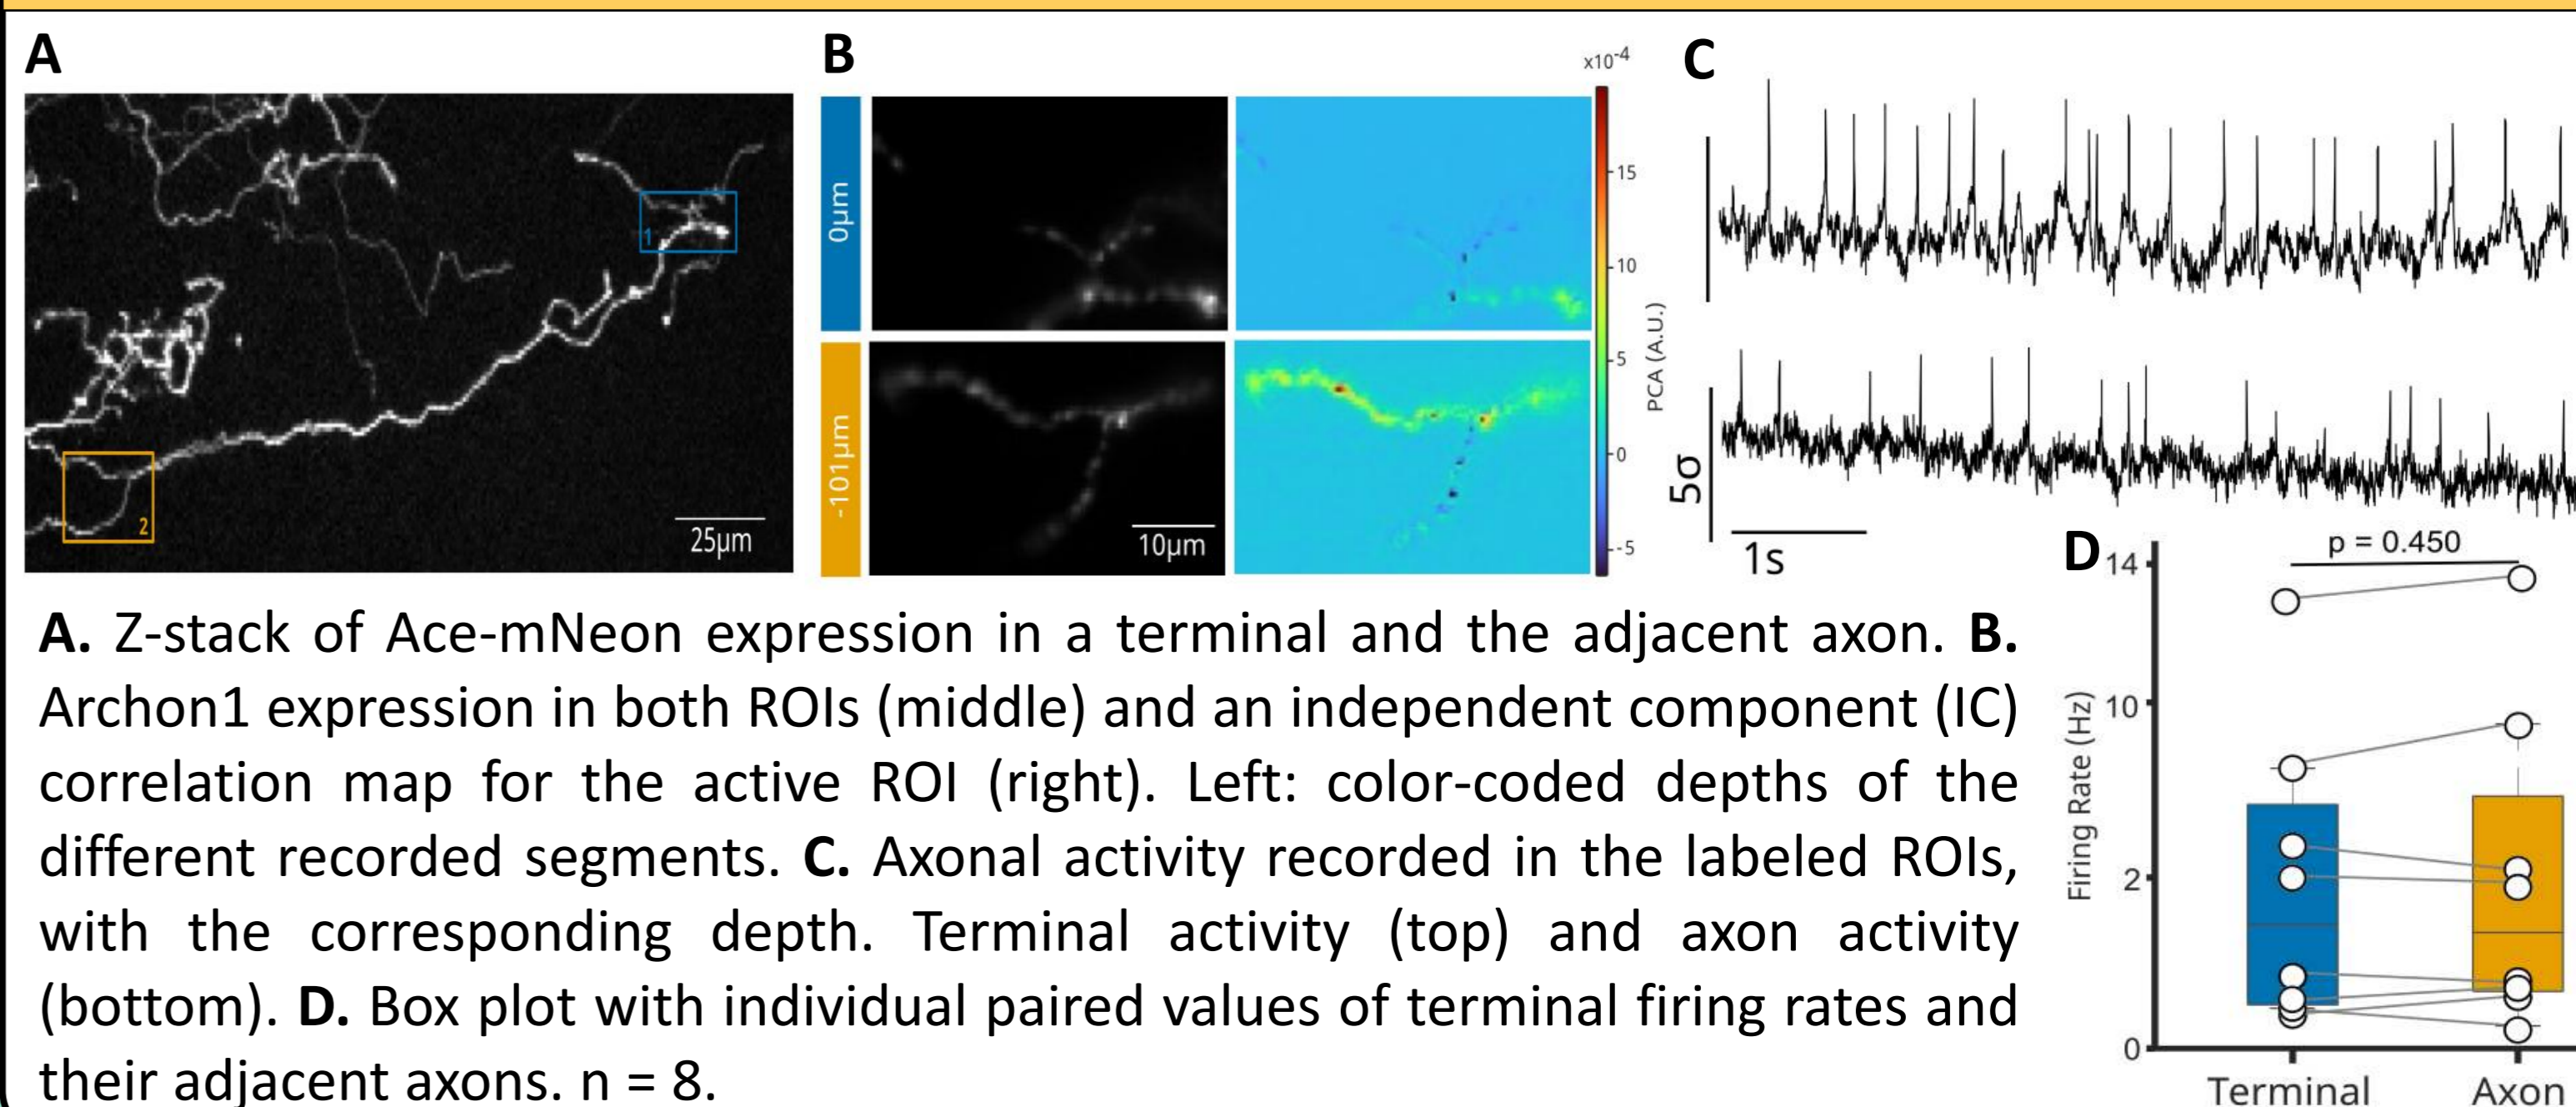 A
1
2
25µm
B
0µm
-101µm
10µm
x10-4
15
10
5
0
-5
PCA (A.U.)
C
5σ
1s
D
p = 0.450
14
10
2
0
Firing Rate (Hz)
Terminal Axon
A. Z-stack of Ace-mNeon expression in a terminal and the adjacent axon. B.
Archon1 expression in both ROIs (middle) and an independent component (IC)
correlation map for the active ROI (right). Left: color-coded depths of the
different recorded segments. C. Axonal activity recorded in the labeled ROIs,
with the corresponding depth. Terminal activity (top) and axon activity
(bottom). D. Box plot with individual paired values of terminal firing rates and
their adjacent axons. n = 8.